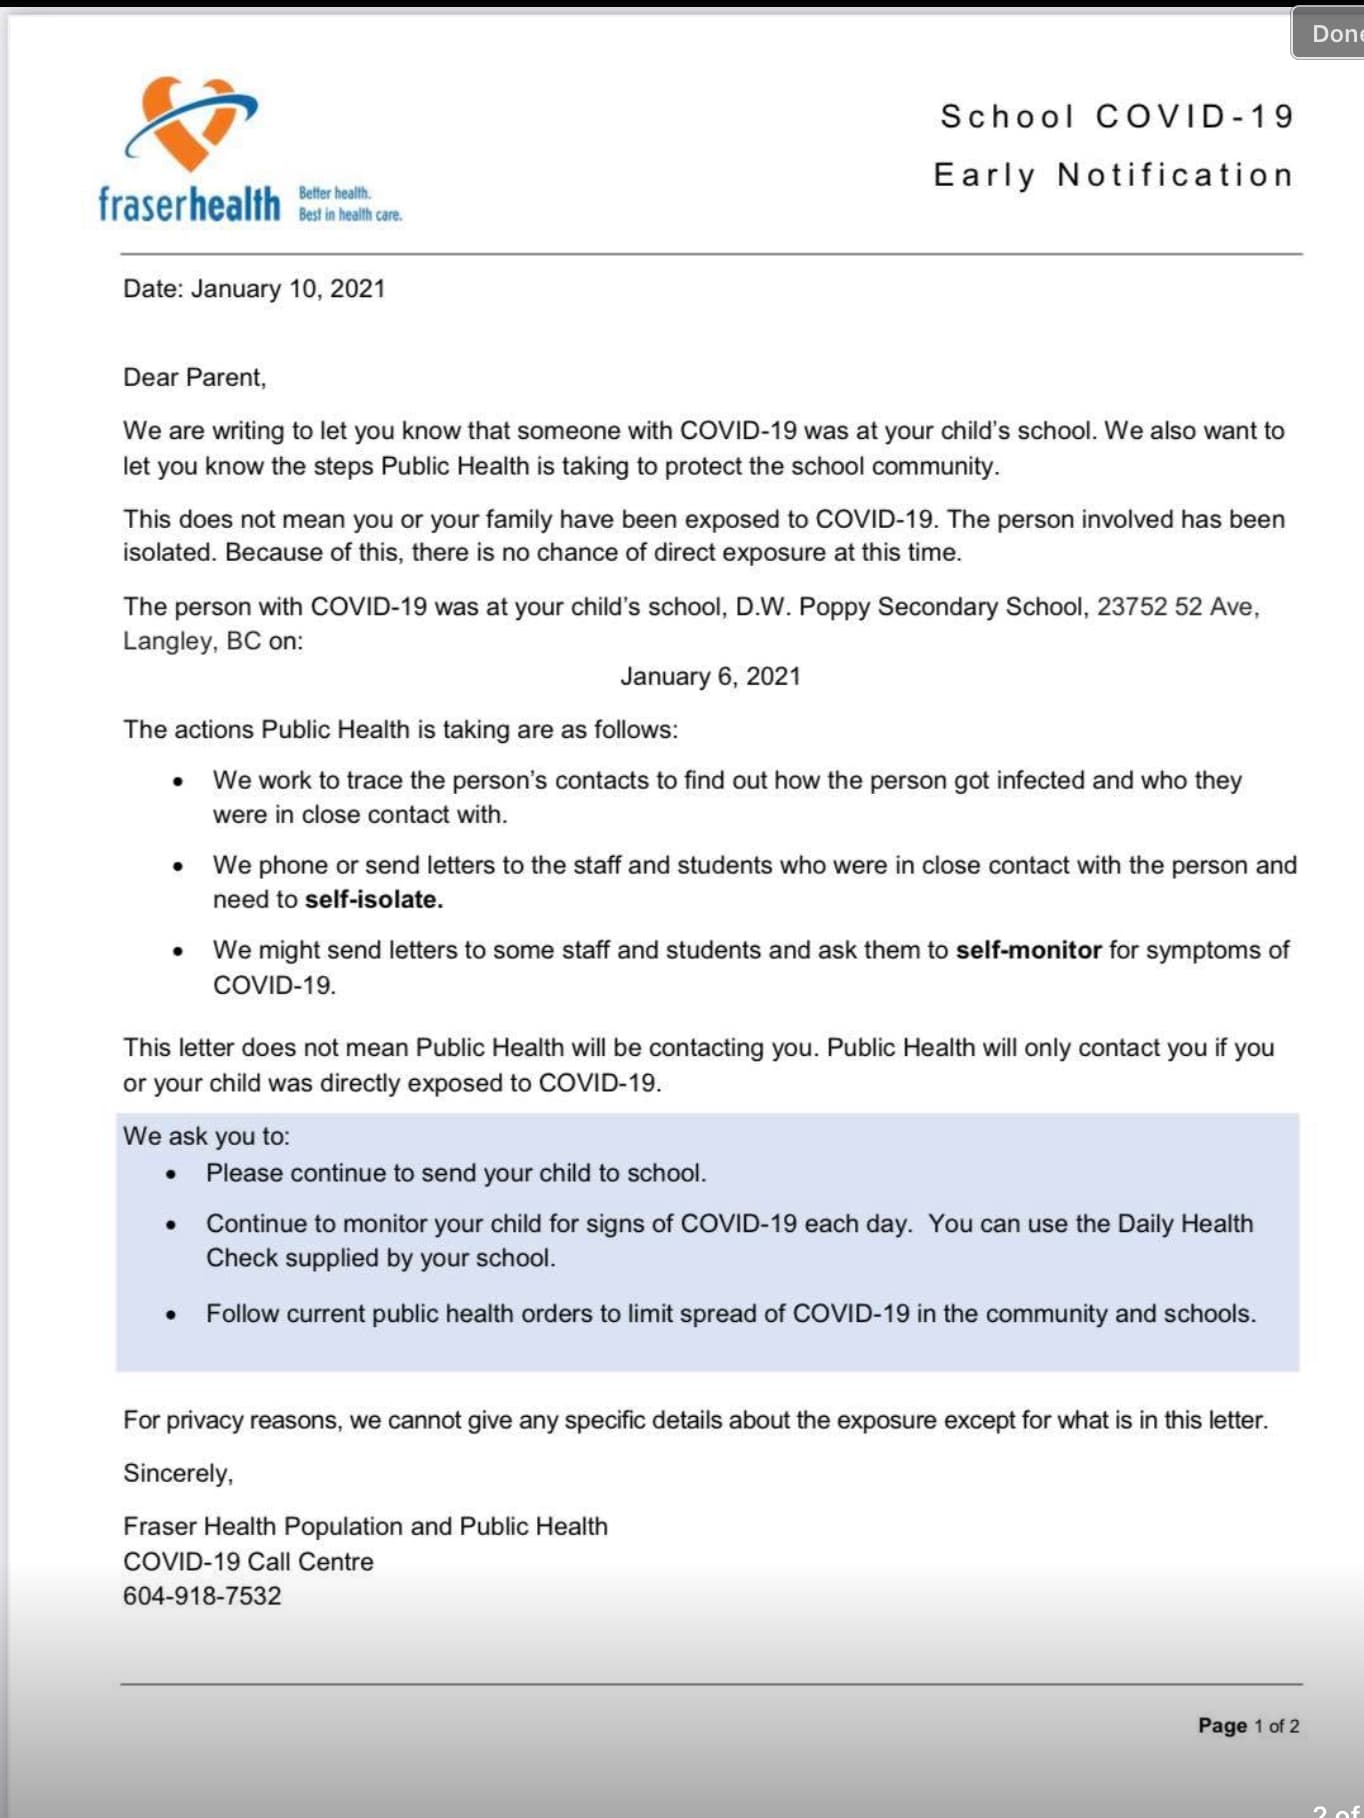 Done
fraserhealth
Better health.
Best in health care.
School COVID-19
Early Notification
Date: January 10, 2021
Dear Parent,
We are writing to let you know that someone with COVID-19 was at your child's school. We also want to
let you know the steps Public Health is taking to protect the school community.
This does not mean you or your family have been exposed to COVID-19. The person involved has been
isolated. Because of this, there is no chance of direct exposure at this time.
The person with COVID-19 was at your child's school, D.W. Poppy Secondary School, 23752 52 Ave,
Langley, BC on:
January 6, 2021
The actions Public Health is taking are as follows:
• We work to trace the person's contacts to find out how the person got infected and who they
were in close contact with.
• We phone or send letters to the staff and students who were in close contact with the person and
need to self-isolate.
• We might send letters to some staff and students and ask them to self-monitor for symptoms of
COVID-19.
This letter does not mean Public Health will be contacting you. Public Health will only contact you if you
or your child was directly exposed to COVID-19.
We ask you to:
• Please continue to send your child to school.
• Continue to monitor your child for signs of COVID-19 each day. You can use the Daily Health
Check supplied by your school.
• Follow current public health orders to limit spread of COVID-19 in the community and schools.
For privacy reasons, we cannot give any specific details about the exposure except for what is in this letter.
Sincerely,
Fraser Health Population and Public Health
COVID-19 Call Centre
604-918-7532
Page 1 of 2
2 of